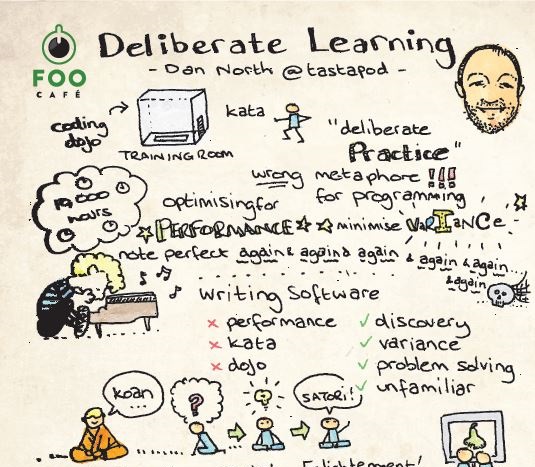 FOO
CAFÉ
Deliberate Learning
- Dan North @tastapod -
coding
dojo
TRAINING ROOM
kata
"deliberate
Practice"
wrong metaphore !!!
for programming
10 000
hours
optimising for
PERFORMANCE minimise VARIANCE
note perfect again & again & again & again & again...
& again
Writing Software
x performance ✓ discovery
x kata ✓ variance
x dojo ✓ problem solving
✓ unfamiliar
koan
...
?
?
SATORI!
Enlightenment!